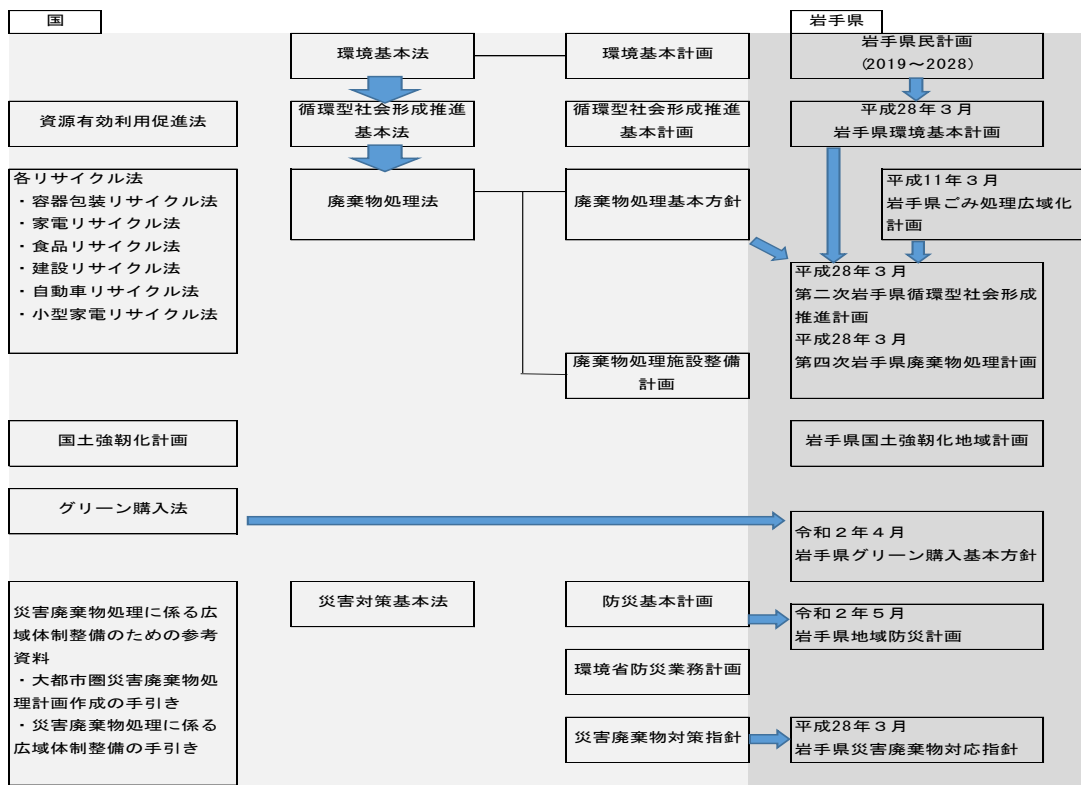 国
岩手県
環境基本法
環境基本計画
岩手県民計画
(2019～2028)
資源有効利用促進法
循環型社会形成推進
基本法
循環型社会形成推進
基本計画
平成28年３月
岩手県環境基本計画
各リサイクル法
・容器包装リサイクル法
・家電リサイクル法
・食品リサイクル法
・建設リサイクル法
・自動車リサイクル法
・小型家電リサイクル法
廃棄物処理法
廃棄物処理基本方針
平成11年３月
岩手県ごみ処理広域化
計画
平成28年３月
第二次岩手県循環型社会形成
推進計画
平成28年３月
第四次岩手県廃棄物処理計画
廃棄物処理施設整備
計画
国土強靭化計画
岩手県国土強靭化地域計画
グリーン購入法
令和２年４月
岩手県グリーン購入基本方針
災害廃棄物処理に係る広
域体制整備のための参考
資料
・大都市圏災害廃棄物処
理計画作成の手引き
・災害廃棄物処理に係る
広域体制整備の手引き
災害対策基本法
防災基本計画
令和２年５月
岩手県地域防災計画
環境省防災業務計画
災害廃棄物対策指針
平成28年３月
岩手県災害廃棄物対応指針